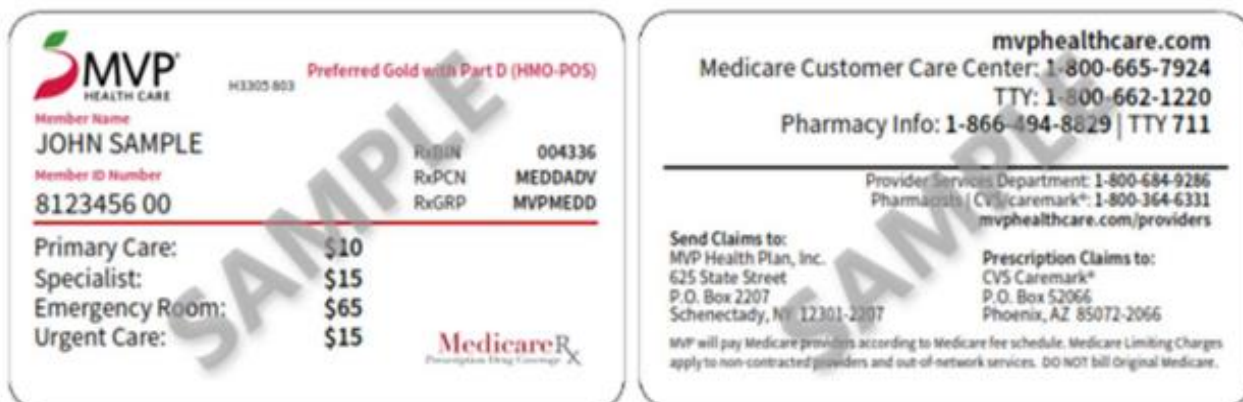 MVP
HEALTH CARE
H3305 803
Preferred Gold with Part D (HMO-POS)
Member Name
JOHN SAMPLE
Member ID Number
8123456 00
RxBIN 004336
RxPCN MEDDADV
RxGRP MVPMEDD
Primary Care: $10
Specialist: $15
Emergency Room: $65
Urgent Care: $15
MedicareRx
Prescription Drug Coverage
SAMPLE
mvphealthcare.com
Medicare Customer Care Center: 1-800-665-7924
TTY: 1-800-662-1220
Pharmacy Info: 1-866-494-8829 | TTY 711
Provider Services Department: 1-800-684-9286
Pharmacists | CVS/caremark®: 1-800-364-6331
mvphealthcare.com/providers
Send Claims to:
MVP Health Plan, Inc.
625 State Street
P.O. Box 2207
Schenectady, NY 12301-2207
Prescription Claims to:
CVS Caremark®
P.O. Box 52066
Phoenix, AZ 85072-2066
MVP will pay Medicare providers according to Medicare fee schedule. Medicare Limiting Charges
apply to non-contracted providers and out-of-network services. DO NOT bill Original Medicare.
SAMPLE